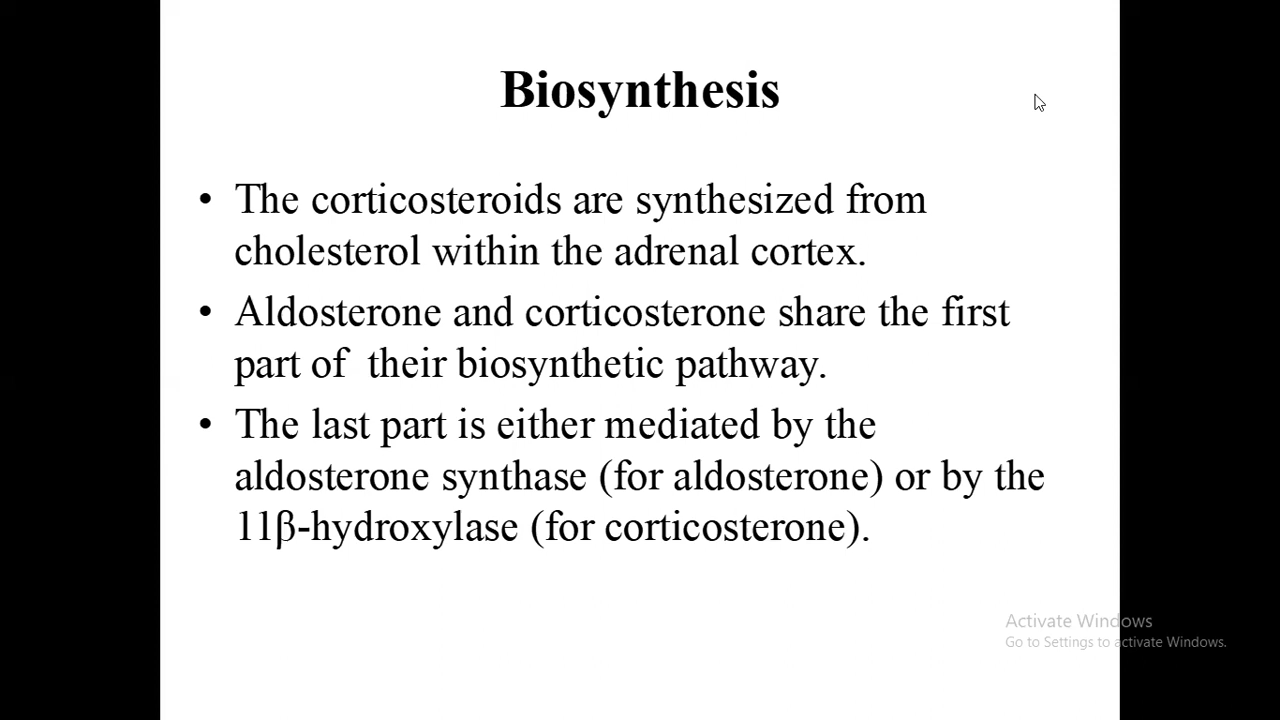 Biosynthesis
• The corticosteroids are synthesized from
cholesterol within the adrenal cortex.
• Aldosterone and corticosterone share the first
part of  their biosynthetic pathway.
• The last part is either mediated by the
aldosterone synthase (for aldosterone) or by the
11β-hydroxylase (for corticosterone).
Activate Windows
Go to Settings to activate Windows.